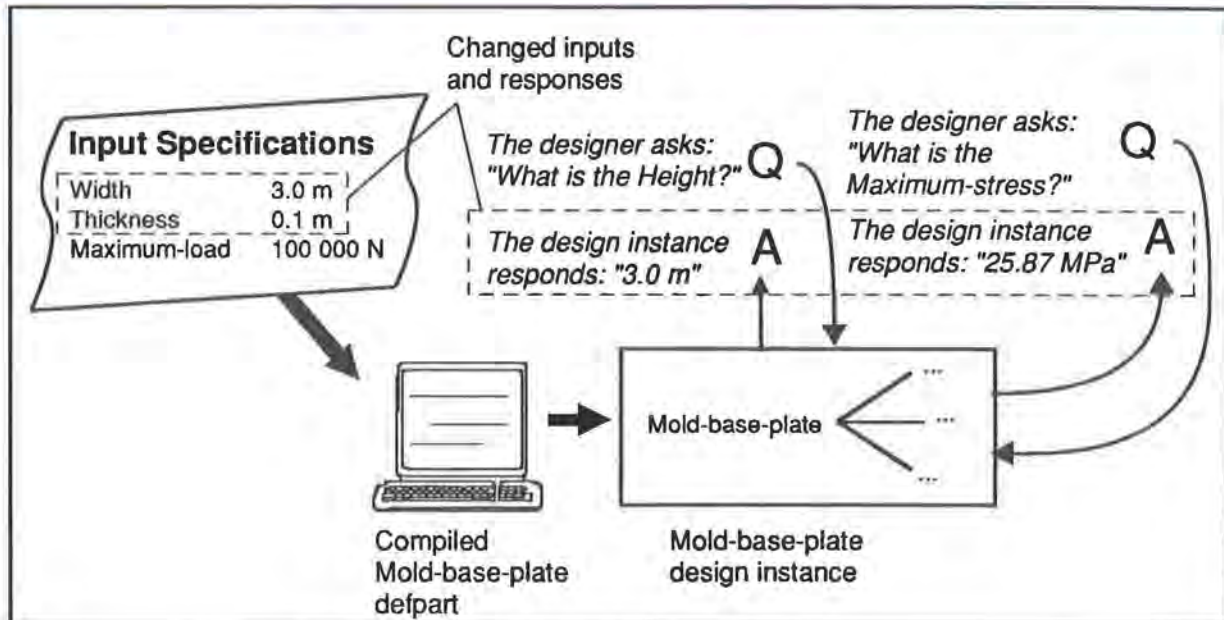 Changed inputs
and responses
Input Specifications
Width 3.0 m
Thickness 0.1 m
Maximum-load 100 000 N
The designer asks:
"What is the Height?"
Q
The designer asks:
"What is the
Maximum-stress?"
Q
The design instance
responds: "3.0 m"
A
The design instance
responds: "25.87 MPa"
A
Mold-base-plate
...
...
...
Compiled
Mold-base-plate
defpart
Mold-base-plate
design instance